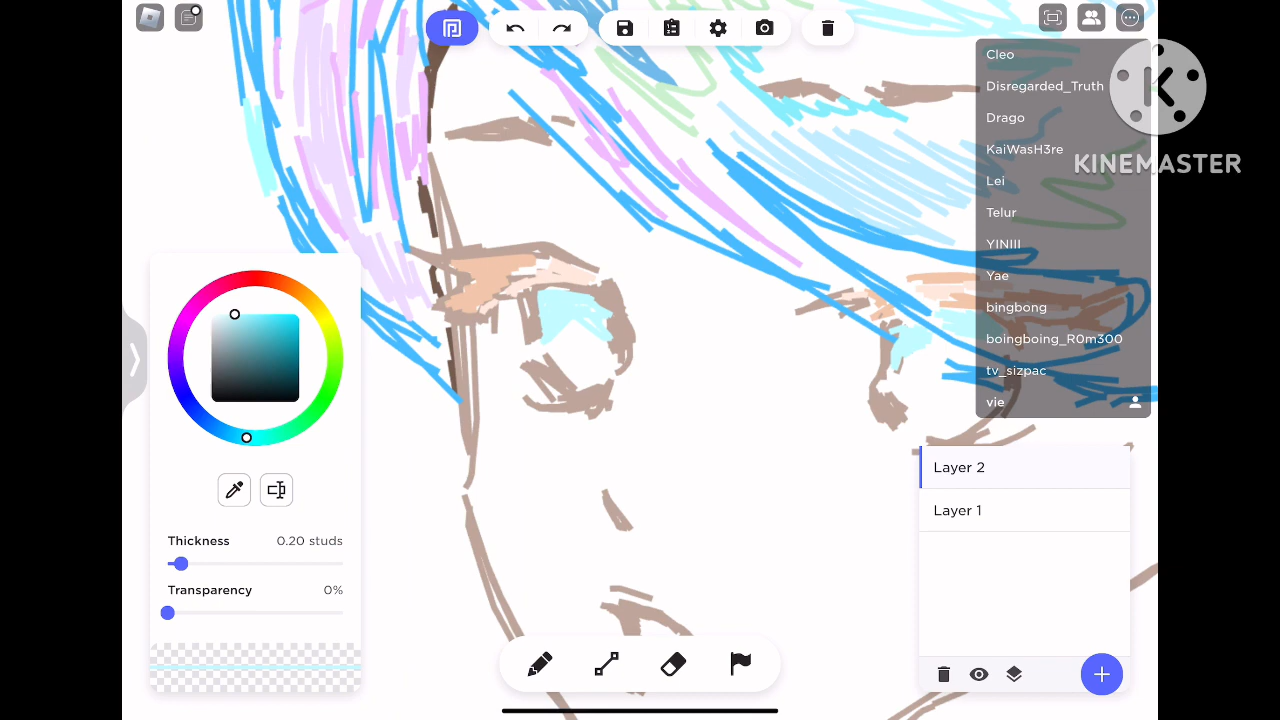 Cleo
Disregarded_Truth
Drago
KaiWasH3re
KINEMASTER
Lei
Telur
YINIII
Yae
bingbong
boingboing_R0m300
tv_sizpac
vie
Layer 2
Layer 1
Thickness 0.20 studs
Transparency 0%